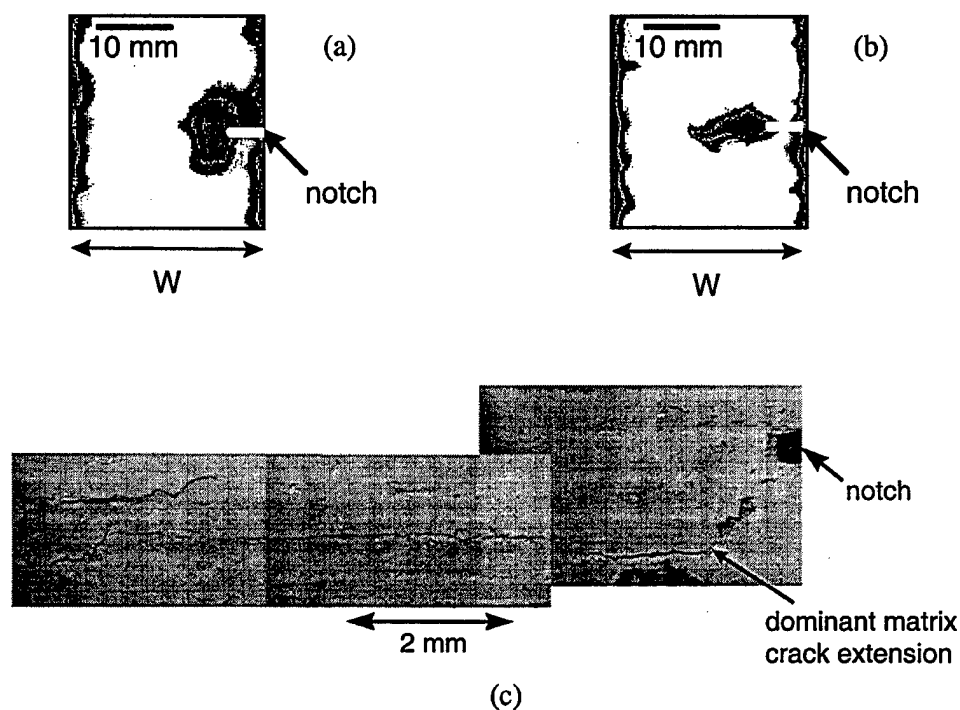 10 mm
(a)
notch
W
10 mm
(b)
notch
W
notch
2 mm
dominant matrix
crack extension
(c)